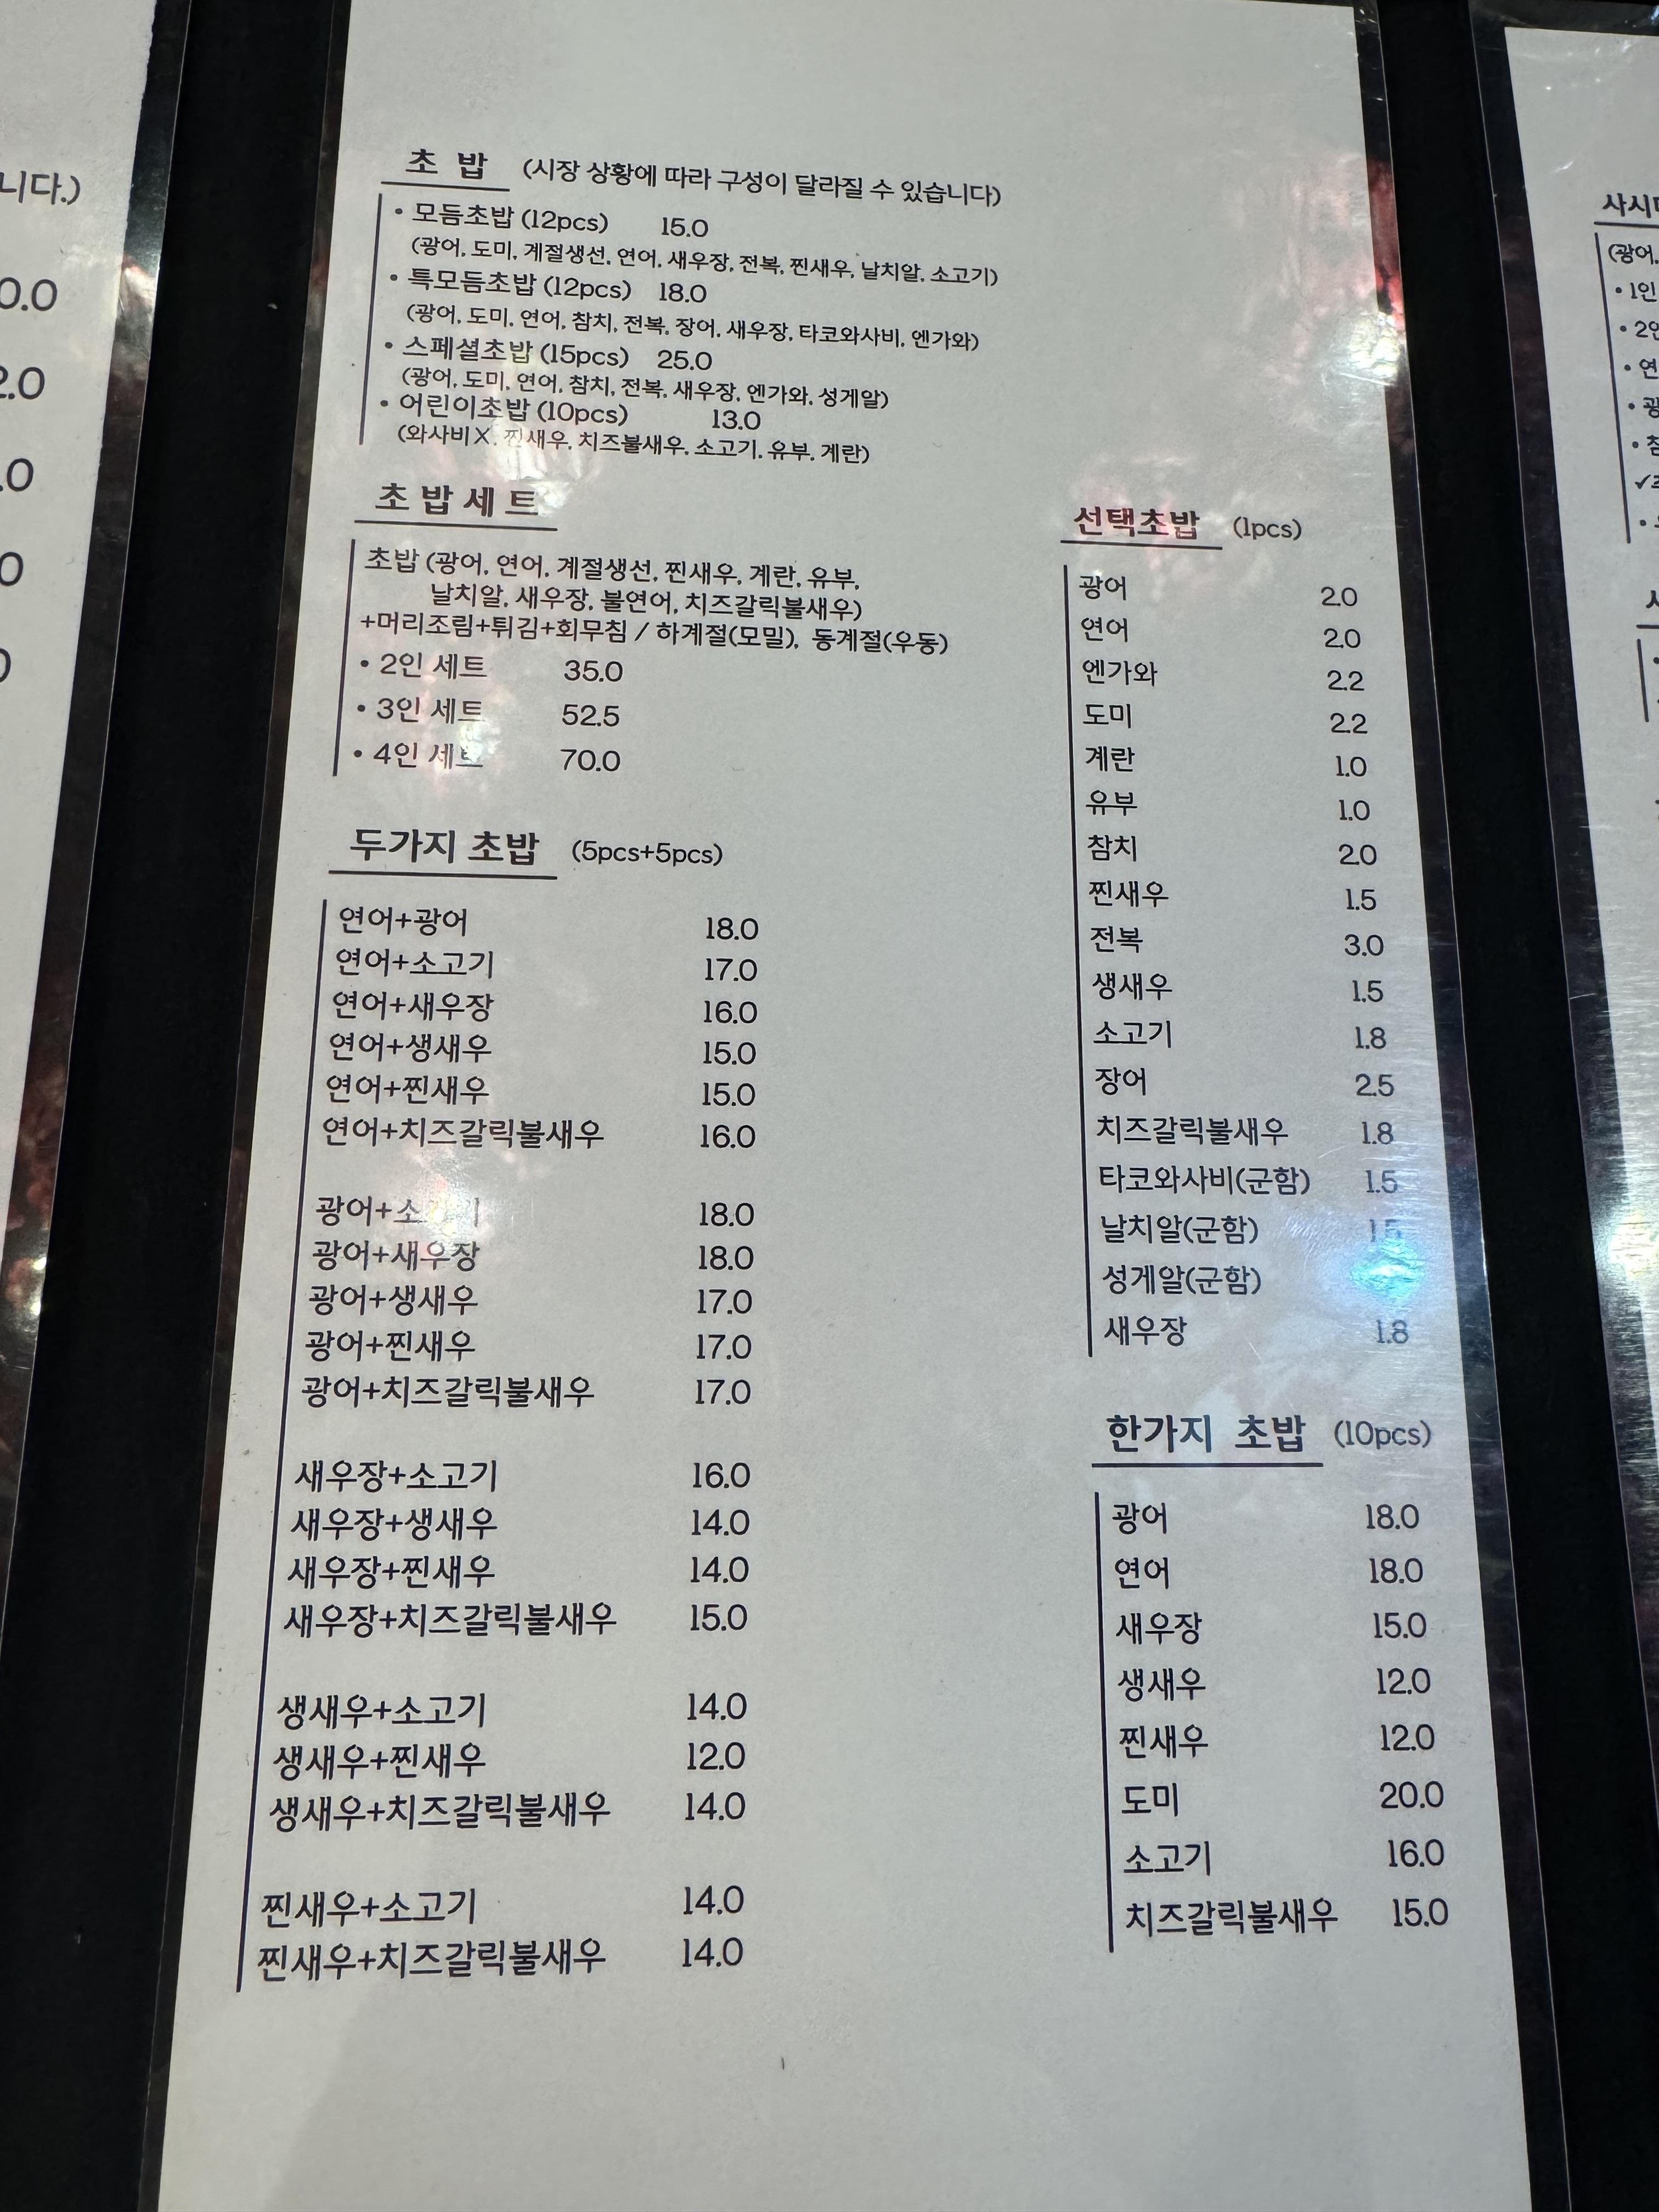 니다.)
0.0
2.0
.0
초 밥 (시장 상황에 따라 구성이 달라질 수 있습니다)
• 모듬초밥 (12pcs) 15.0
(광어, 도미, 계절생선, 연어, 새우장, 전복, 찐새우, 날치알, 소고기)
• 특모듬초밥 (12pcs) 18.0
(광어, 도미, 연어, 참치, 전복, 장어, 새우장, 타코와사비, 엔가와)
• 스페셜초밥 (15pcs) 25.0
(광어, 도미, 연어, 참치, 전복, 새우장, 엔가와, 성게알)
• 어린이초밥 (10pcs) 13.0
(와사비X, 찐새우, 치즈불새우, 소고기, 유부, 계란)
초밥세트
초밥 (광어, 연어, 계절생선, 찐새우, 계란, 유부,
날치알, 새우장, 불연어, 치즈갈릭불새우)
+머리조림+튀김+회무침 / 하계절(모밀), 동계절(우동)
• 2인 세트 35.0
• 3인 세트 52.5
• 4인 세트 70.0
두가지 초밥 (5pcs+5pcs)
연어+광어 18.0
연어+소고기 17.0
연어+새우장 16.0
연어+생새우 15.0
연어+찐새우 15.0
연어+치즈갈릭불새우 16.0
광어+소고기 18.0
광어+새우장 18.0
광어+생새우 17.0
광어+찐새우 17.0
광어+치즈갈릭불새우 17.0
새우장+소고기 16.0
새우장+생새우 14.0
새우장+찐새우 14.0
새우장+치즈갈릭불새우 15.0
생새우+소고기 14.0
생새우+찐새우 12.0
생새우+치즈갈릭불새우 14.0
찐새우+소고기 14.0
찐새우+치즈갈릭불새우 14.0
선택초밥 (1pcs)
광어 2.0
연어 2.0
엔가와 2.2
도미 2.2
계란 1.0
유부 1.0
참치 2.0
찐새우 1.5
전복 3.0
생새우 1.5
소고기 1.8
장어 2.5
치즈갈릭불새우 1.8
타코와사비(군함) 1.5
날치알(군함) 1.5
성게알(군함)
새우장 1.8
한가지 초밥 (10pcs)
광어 18.0
연어 18.0
새우장 15.0
생새우 12.0
찐새우 12.0
도미 20.0
소고기 16.0
치즈갈릭불새우 15.0
사시
(광어,
• 1인
• 2인
• 연
• 광